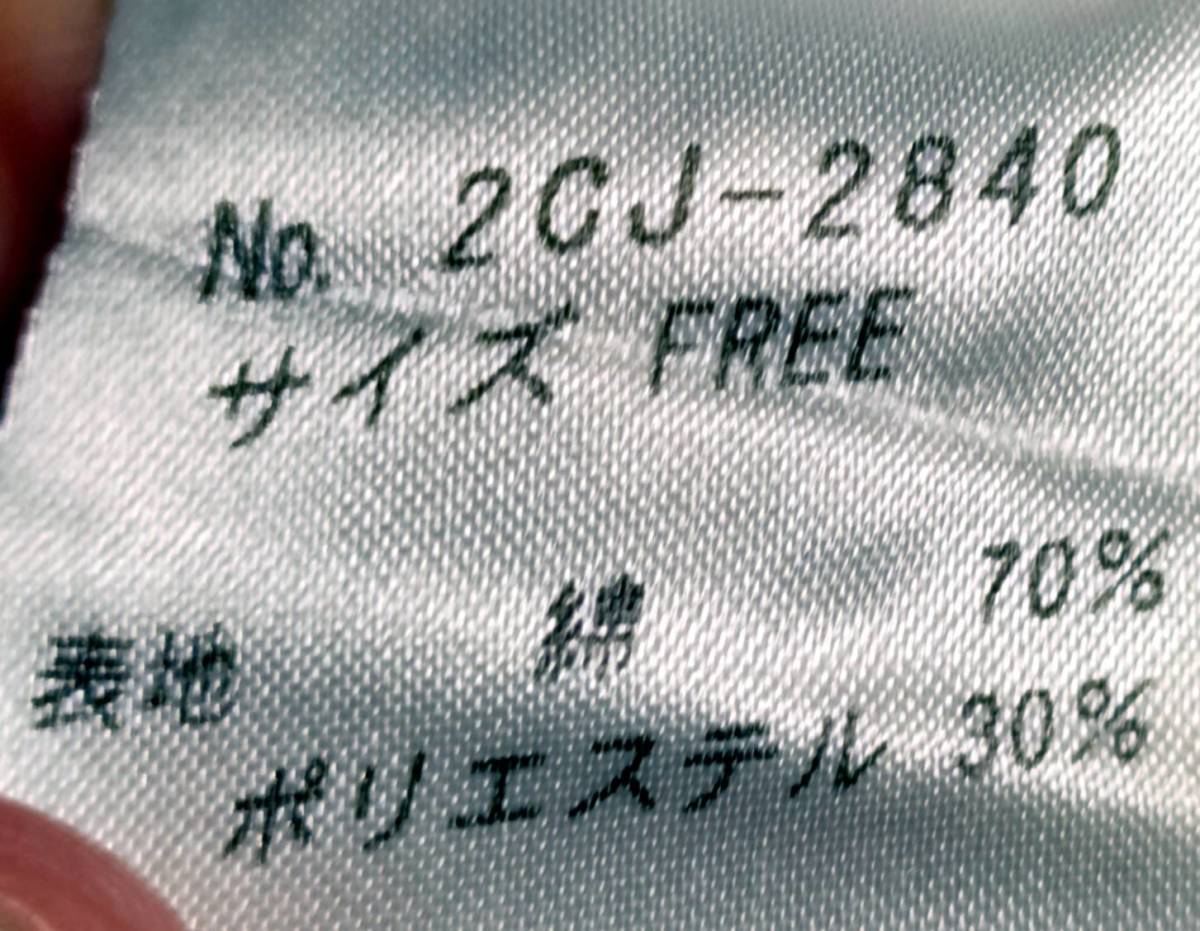 No. 2CJ-2840
サイズ FREE
表地 綿 70%
ポリエステル 30%